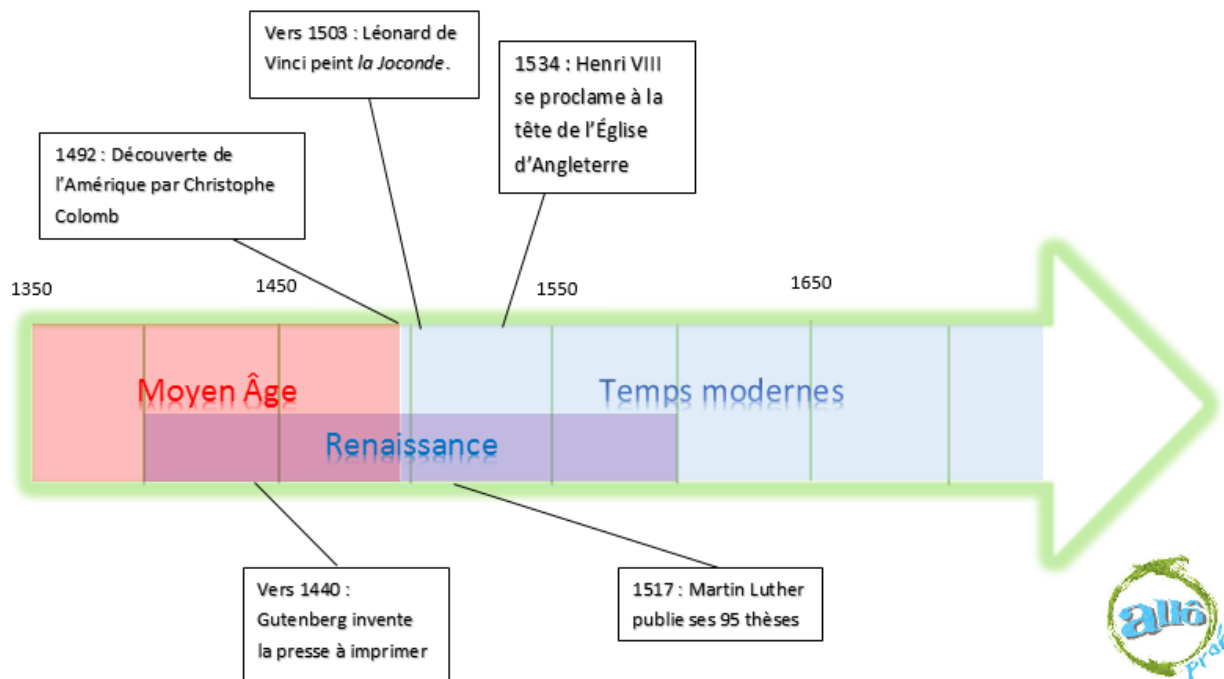 Vers 1503 : Léonard de
Vinci peint la Joconde.
1534 : Henri VIII
se proclame à la
tête de l'Église
d'Angleterre
1492 : Découverte de
l'Amérique par Christophe
Colomb
1350
1450
1550
1650
Moyen Âge
Temps modernes
Renaissance
Vers 1440 :
Gutenberg invente
la presse à imprimer
1517 : Martin Luther
publie ses 95 thèses
allô